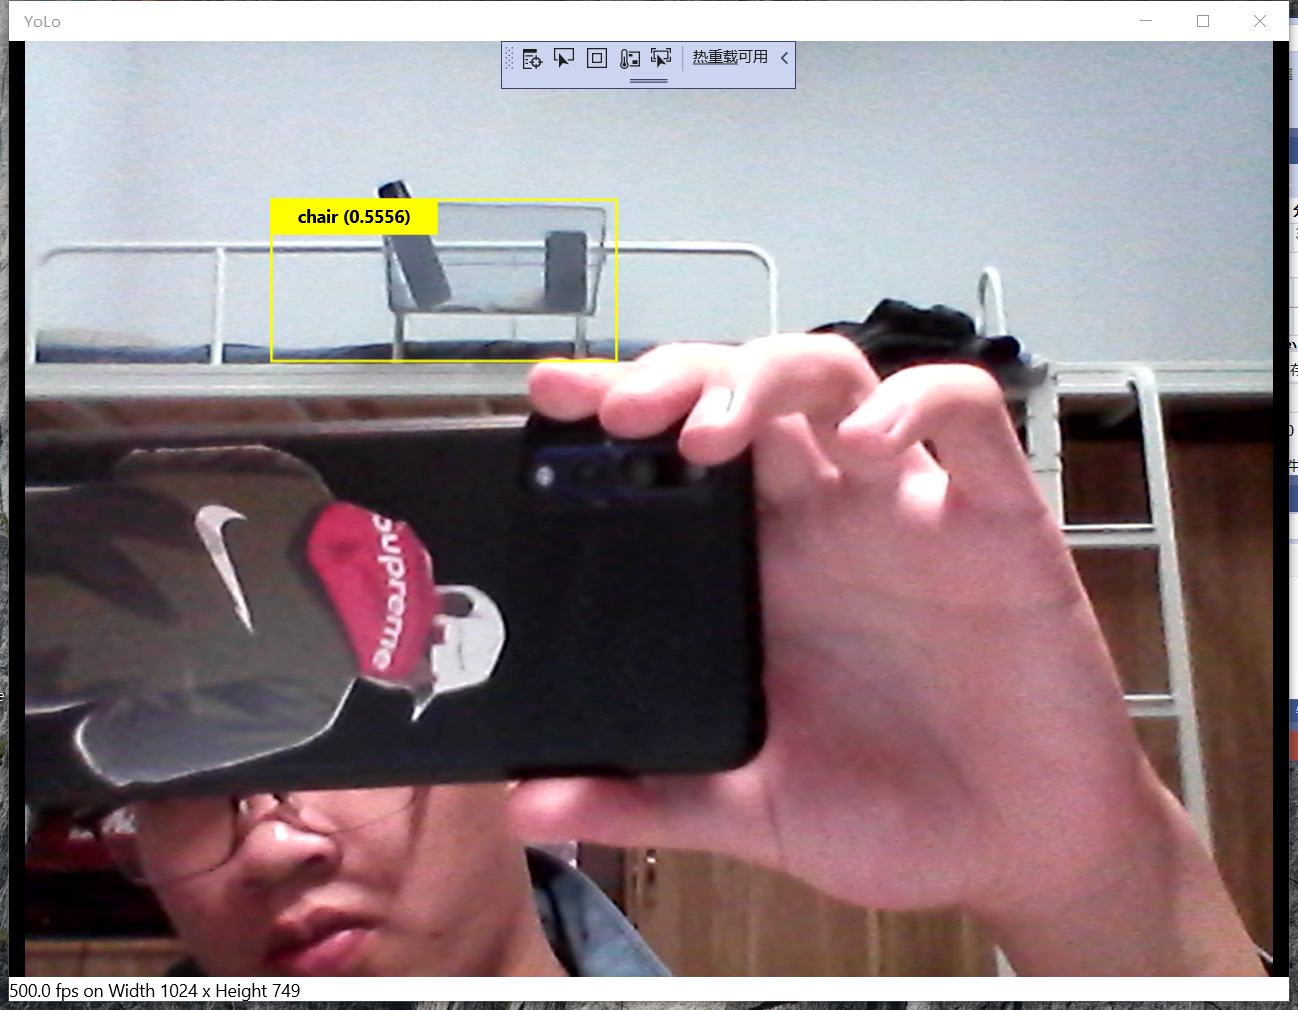 YoLo
热重载可用
chair (0.5556)
Supreme
500.0 fps on Width 1024 x Height 749